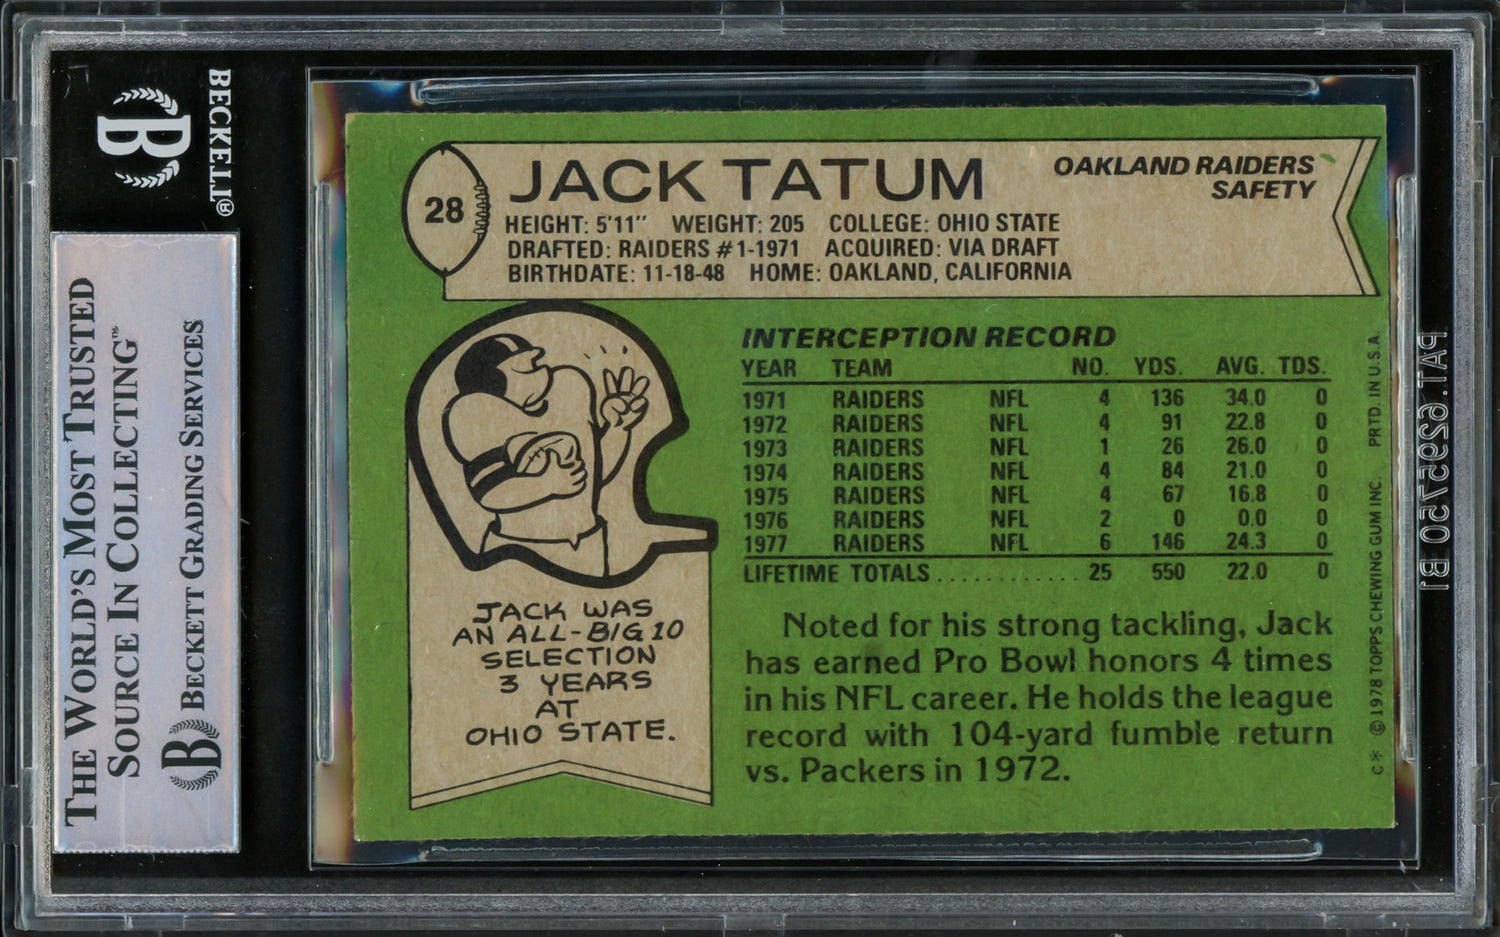 BECKETT®
B
THE WORLD'S MOST TRUSTED
SOURCE IN COLLECTING™
B BECKETT GRADING SERVICES
28
JACK TATUM
OAKLAND RAIDERS
SAFETY
HEIGHT: 5'11" WEIGHT: 205 COLLEGE: OHIO STATE
DRAFTED: RAIDERS #1-1971 ACQUIRED: VIA DRAFT
BIRTHDATE: 11-18-48 HOME: OAKLAND, CALIFORNIA
JACK WAS
AN ALL-BIG 10
SELECTION
3 YEARS
AT
OHIO STATE.
INTERCEPTION RECORD
YEAR TEAM NO. YDS. AVG. TDS.
1971 RAIDERS NFL 4 136 34.0 0
1972 RAIDERS NFL 4 91 22.8 0
1973 RAIDERS NFL 1 26 26.0 0
1974 RAIDERS NFL 4 84 21.0 0
1975 RAIDERS NFL 4 67 16.8 0
1976 RAIDERS NFL 2 0 0.0 0
1977 RAIDERS NFL 6 146 24.3 0
LIFETIME TOTALS ............ 25 550 22.0 0
Noted for his strong tackling, Jack
has earned Pro Bowl honors 4 times
in his NFL career. He holds the league
record with 104-yard fumble return
vs. Packers in 1972.
C* © 1978 TOPPS CHEWING GUM INC. PRTD. IN U.S.A.
PAT. 6295750 B1